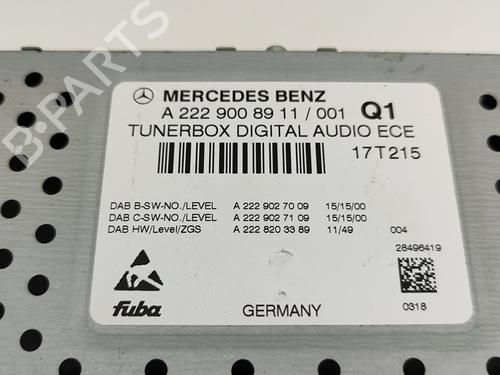 B-PARTS
MERCEDES BENZ
A 222 900 89 11 / 001 Q1
TUNERBOX DIGITAL AUDIO ECE
17T215
DAB B-SW-NO./LEVEL A 222 902 70 09 15/15/00
DAB C-SW-NO./LEVEL A 222 902 71 09 15/15/00
DAB HW/Level/ZGS A 222 820 33 89 11/49 004
28496419
fuba GERMANY 0318